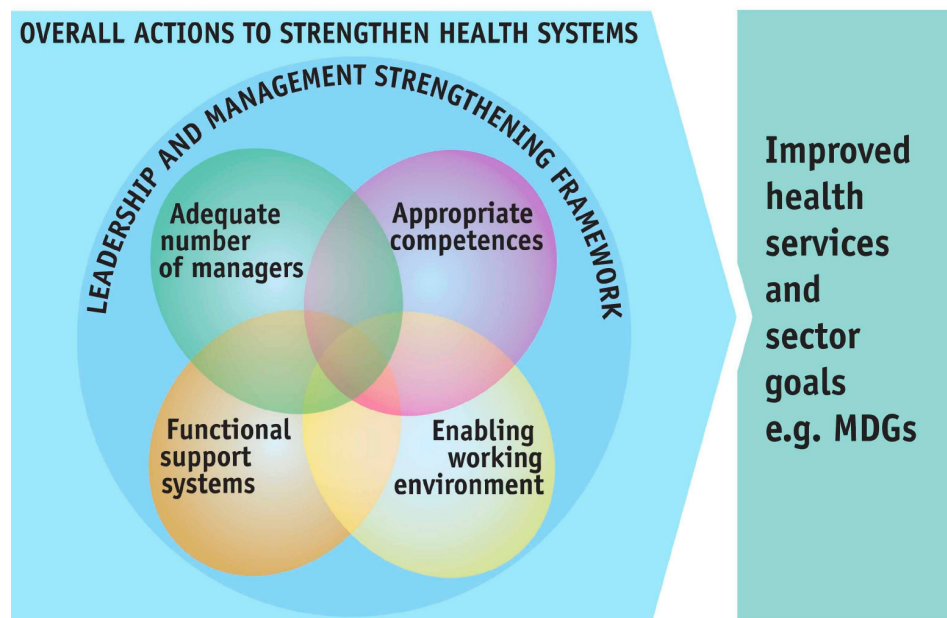 OVERALL ACTIONS TO STRENGTHEN HEALTH SYSTEMS
LEADERSHIP AND MANAGEMENT STRENGTHENING FRAMEWORK
Adequate
number
of managers
Appropriate
competences
Functional
support
systems
Enabling
working
environment
Improved
health
services
and
sector
goals
e.g. MDGs